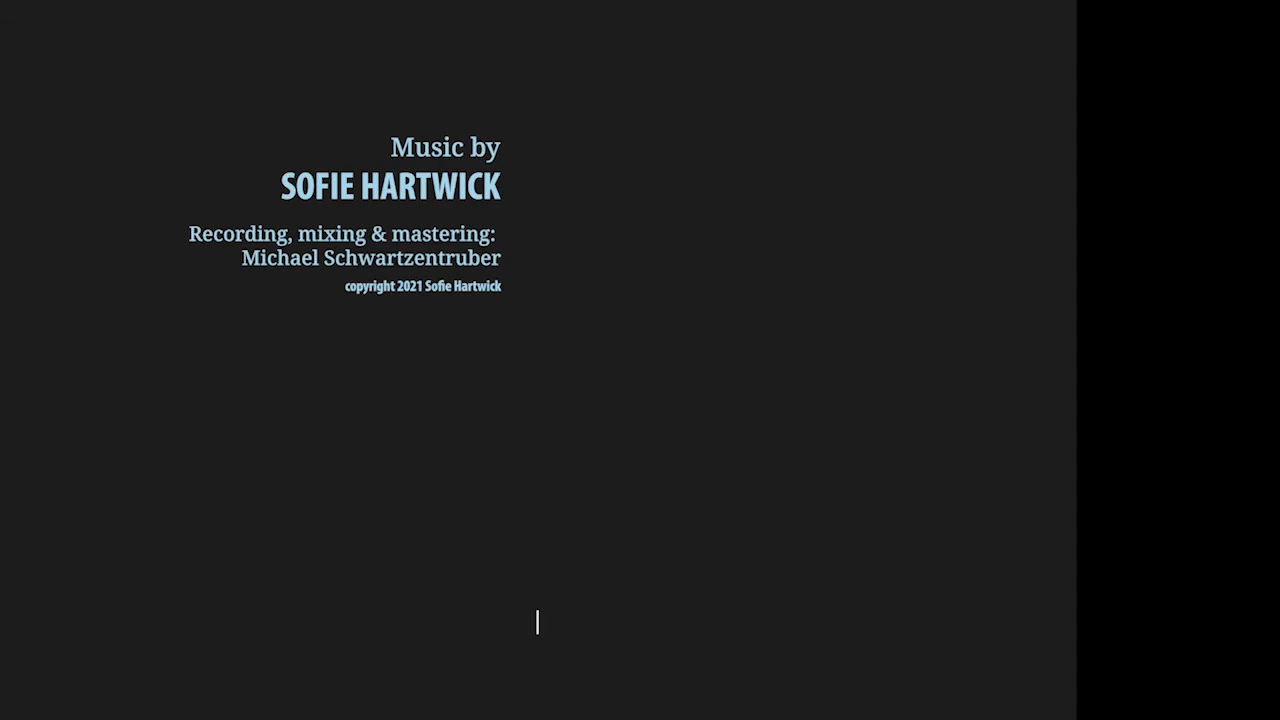 Music by
SOFIE HARTWICK
Recording, mixing & mastering:
Michael Schwartzentruber
copyright 2021 Sofie Hartwick